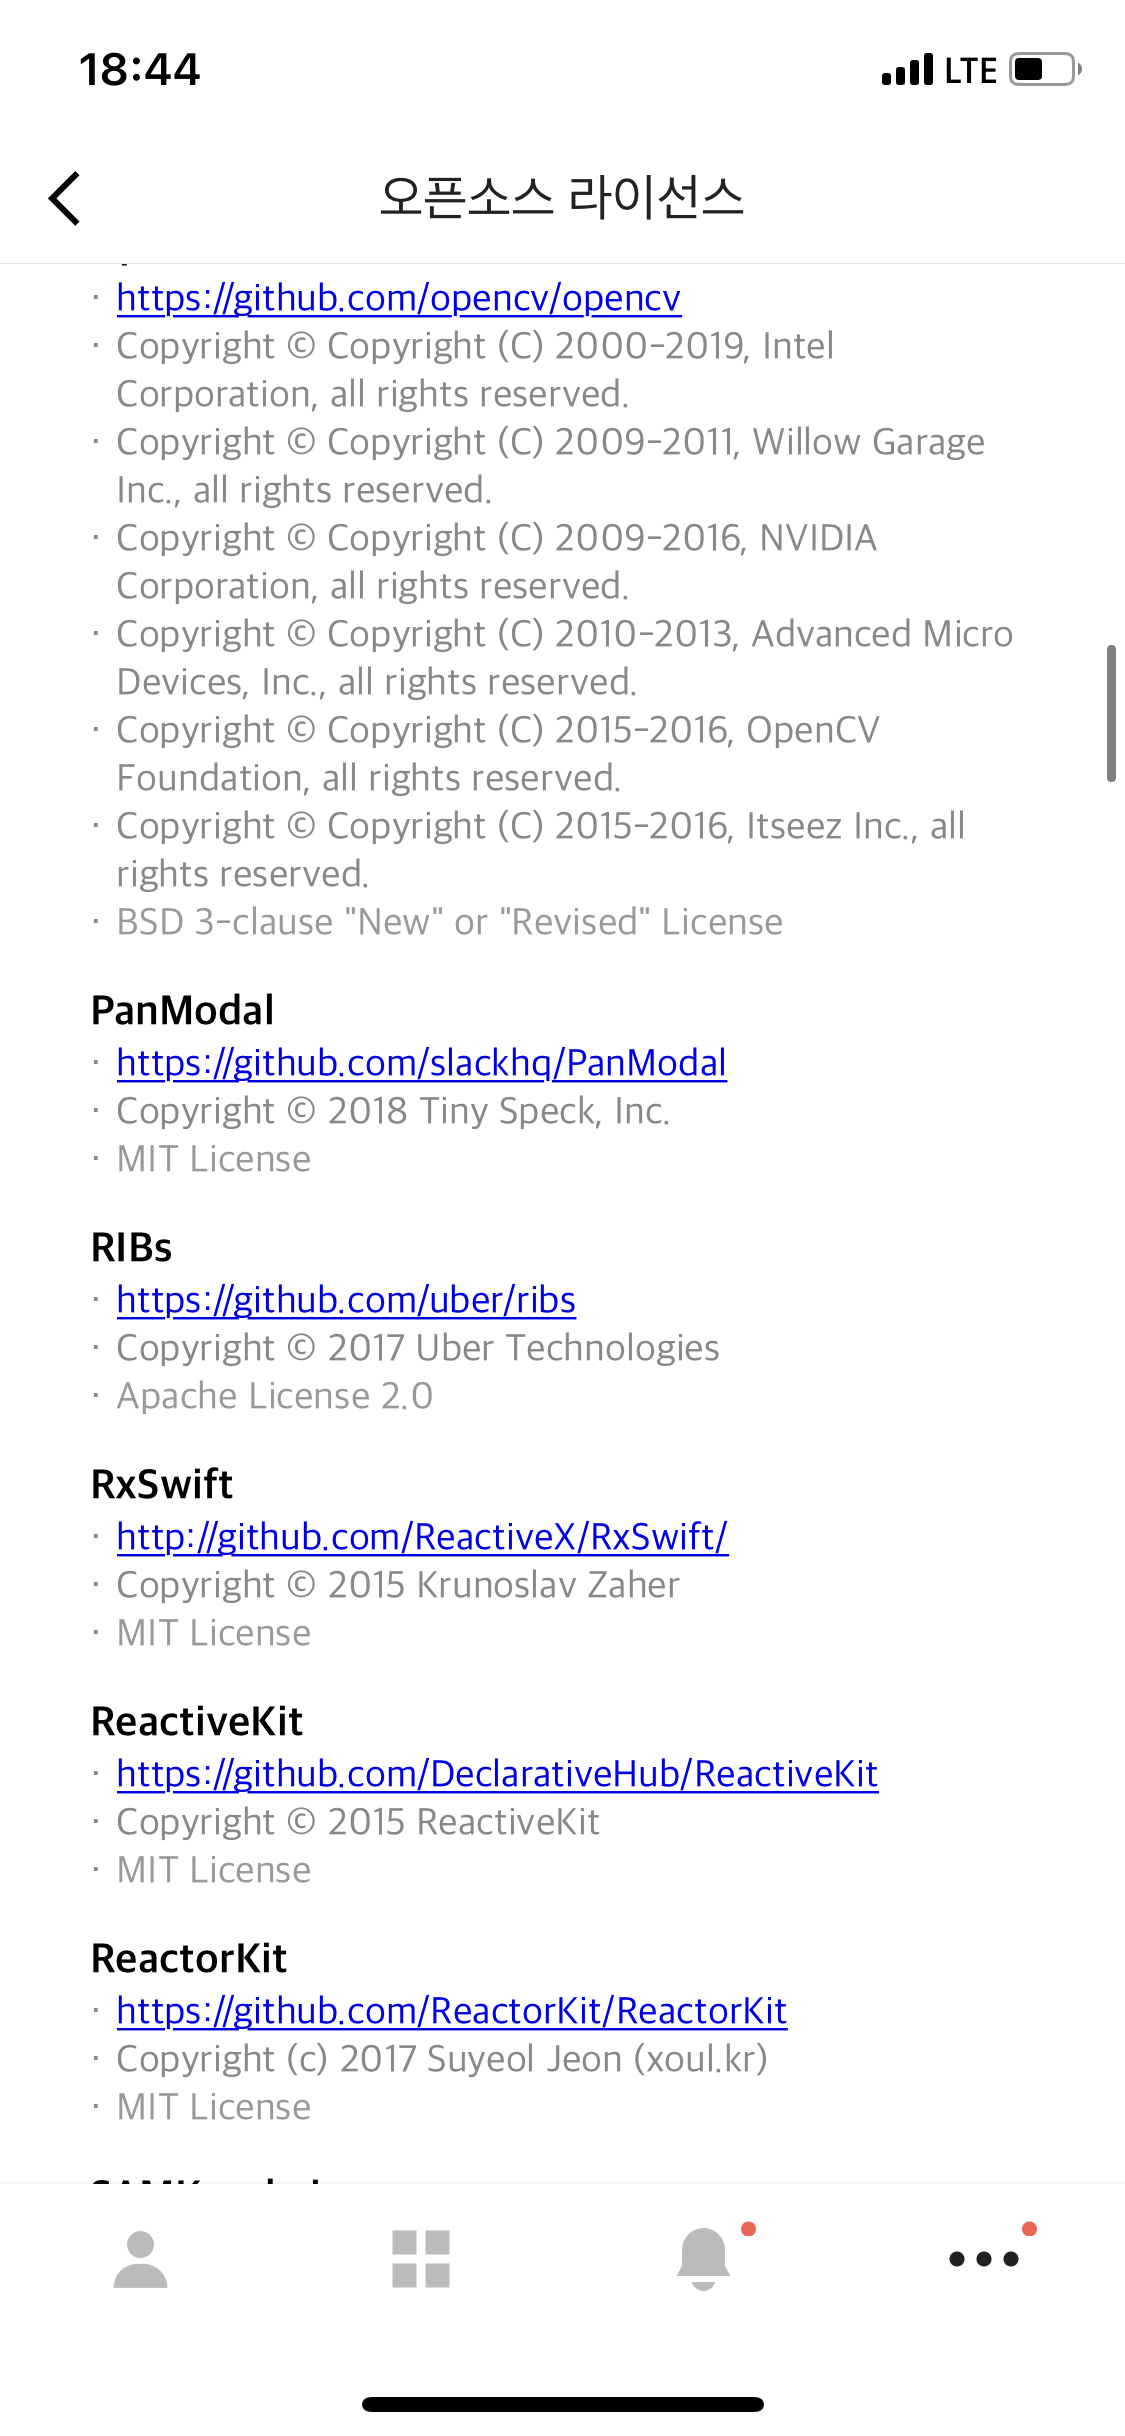 18:44
LTE
오픈소스 라이선스
· https://github.com/opencv/opencv
· Copyright © Copyright (C) 2000-2019, Intel
Corporation, all rights reserved.
· Copyright © Copyright (C) 2009-2011, Willow Garage
Inc., all rights reserved.
· Copyright © Copyright (C) 2009-2016, NVIDIA
Corporation, all rights reserved.
· Copyright © Copyright (C) 2010-2013, Advanced Micro
Devices, Inc., all rights reserved.
· Copyright © Copyright (C) 2015-2016, OpenCV
Foundation, all rights reserved.
· Copyright © Copyright (C) 2015-2016, Itseez Inc., all
rights reserved.
· BSD 3-clause "New" or "Revised" License
PanModal
· https://github.com/slackhq/PanModal
· Copyright © 2018 Tiny Speck, Inc.
· MIT License
RIBs
· https://github.com/uber/ribs
· Copyright © 2017 Uber Technologies
· Apache License 2.0
RxSwift
· http://github.com/ReactiveX/RxSwift/
· Copyright © 2015 Krunoslav Zaher
· MIT License
ReactiveKit
· https://github.com/DeclarativeHub/ReactiveKit
· Copyright © 2015 ReactiveKit
· MIT License
ReactorKit
· https://github.com/ReactorKit/ReactorKit
· Copyright (c) 2017 Suyeol Jeon (xoul.kr)
· MIT License